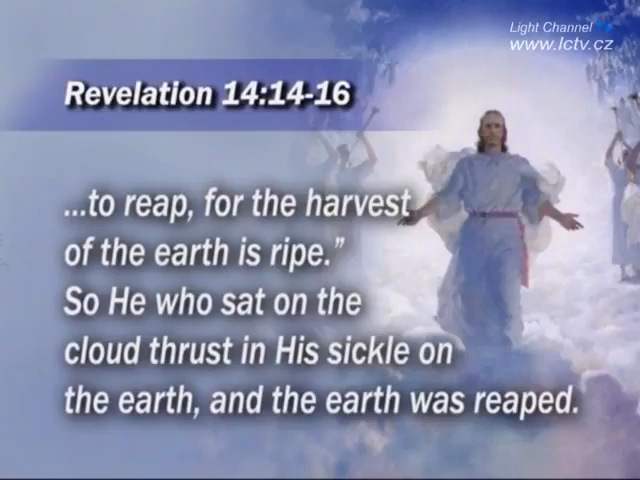 Light Channel TV
www.lctv.cz
Revelation 14:14-16
...to reap, for the harvest
of the earth is ripe.”
So He who sat on the
cloud thrust in His sickle on
the earth, and the earth was reaped.